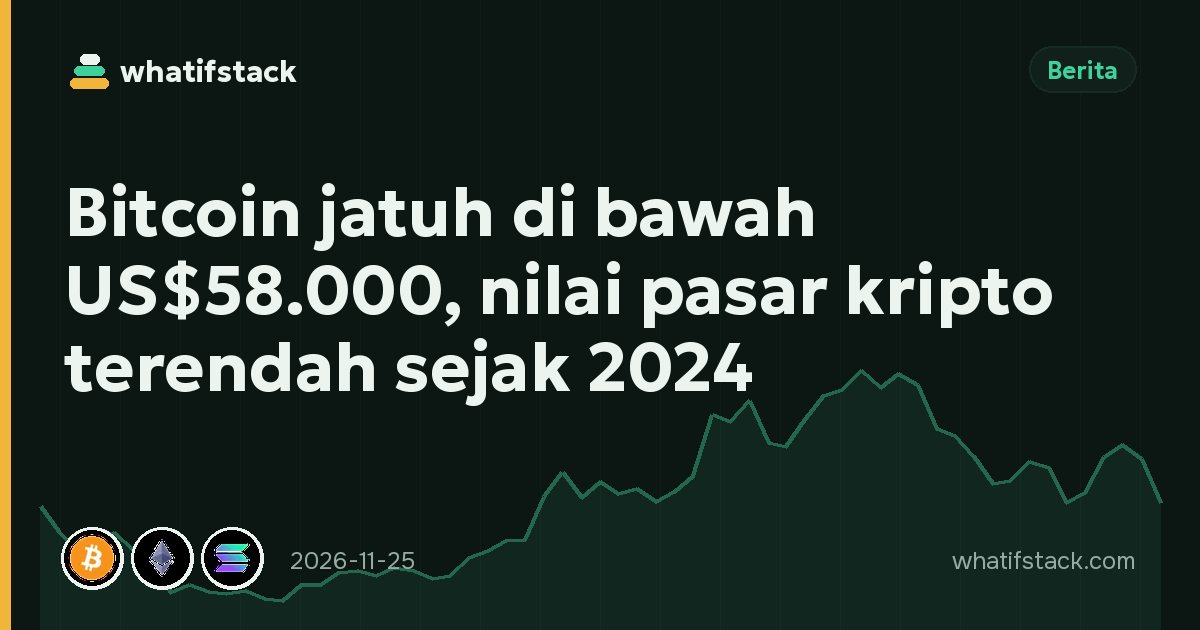 whatifstack
Berita
Bitcoin jatuh di bawah
US$58.000, nilai pasar kripto
terendah sejak 2024
2026-11-25
whatifstack.com